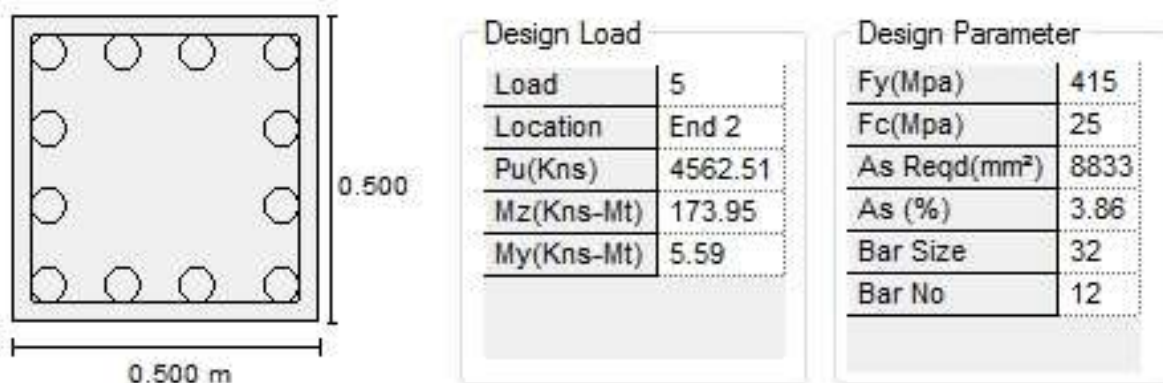 0.500
0.500 m
Design Load
Load 5
Location End 2
Pu(Kns) 4562.51
Mz(Kns-Mt) 173.95
My(Kns-Mt) 5.59
Design Parameter
Fy(Mpa) 415
Fc(Mpa) 25
As Reqd(mm²) 8833
As (%) 3.86
Bar Size 32
Bar No 12